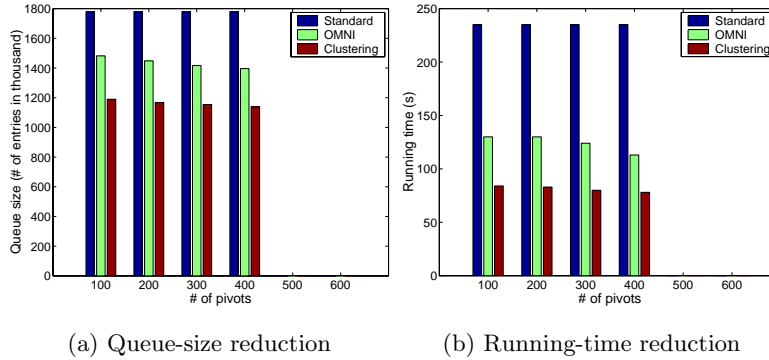 1800
1600
1400
1200
1000
800
600
400
200
0
Queue size (# of entries in thousand)
100 200 300 400 500 600
# of pivots
Standard
OMNI
Clustering
(a) Queue-size reduction
250
200
150
100
50
0
Running time (s)
100 200 300 400 500 600
# of pivots
Standard
OMNI
Clustering
(b) Running-time reduction